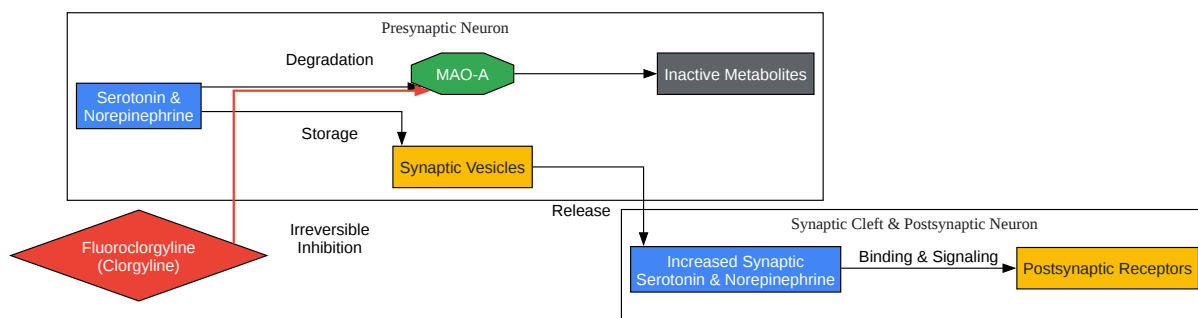 Presynaptic Neuron
Degradation
MAO-A
Inactive Metabolites
Serotonin &
Norepinephrine
Storage
Synaptic Vesicles
Release
Fluoroclorgyline
(Clorgyline)
Irreversible
Inhibition
Synaptic Cleft & Postsynaptic Neuron
Increased Synaptic
Serotonin & Norepinephrine
Binding & Signaling
Postsynaptic Receptors